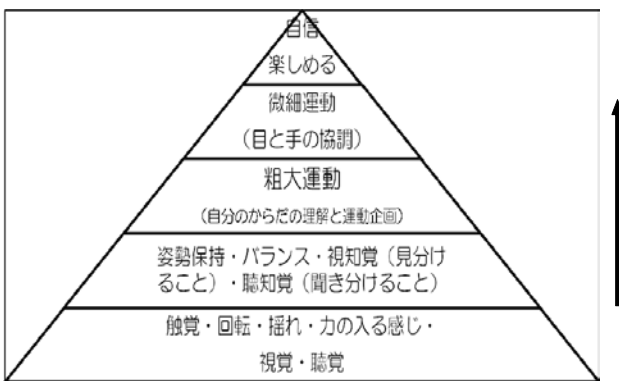 自信
楽しめる
微細運動
（目と手の協調）
粗大運動
（自分のからだの理解と運動企画）
姿勢保持・バランス・視知覚（見分け
ること）・聴知覚（聞き分けること）
触覚・回転・揺れ・力の入る感じ・
視覚・聴覚